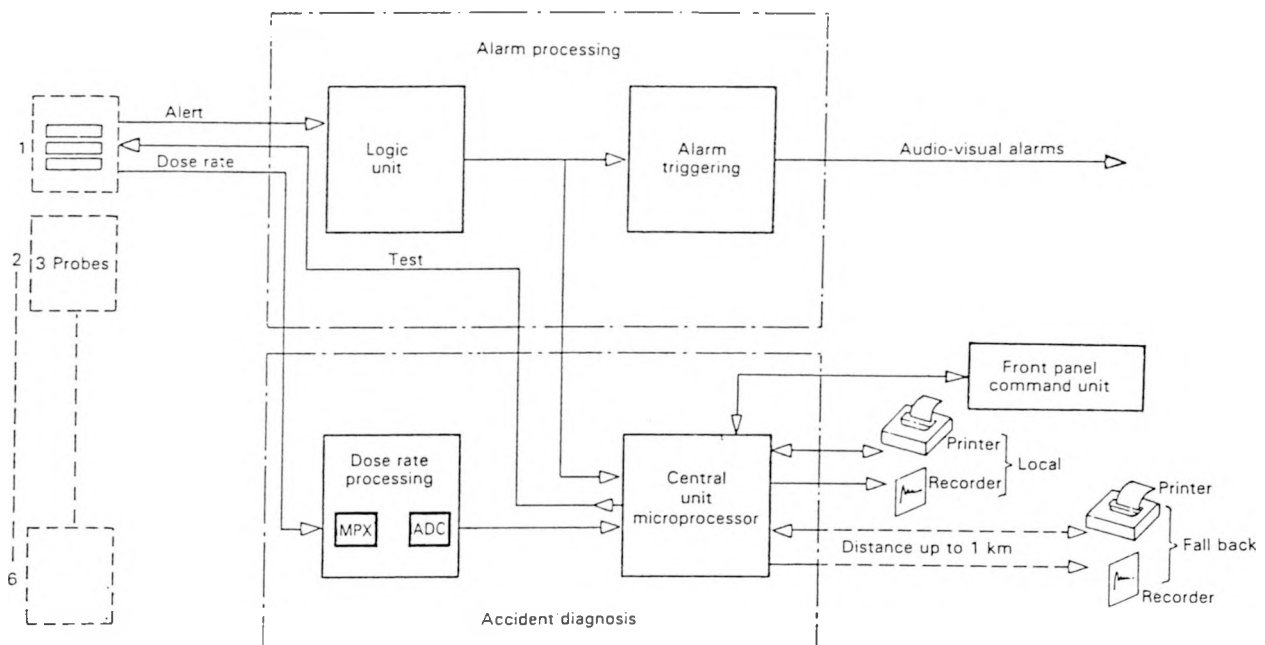 Alarm processing
Alert
1
Dose rate
Logic
unit
Alarm
triggering
Audio-visual alarms
Test
2
3 Probes
6
Front panel
command unit
Dose rate
processing
MPX
ADC
Central
unit
microprocessor
Printer
Local
Recorder
Printer
Distance up to 1 km
Fall back
Recorder
Accident diagnosis